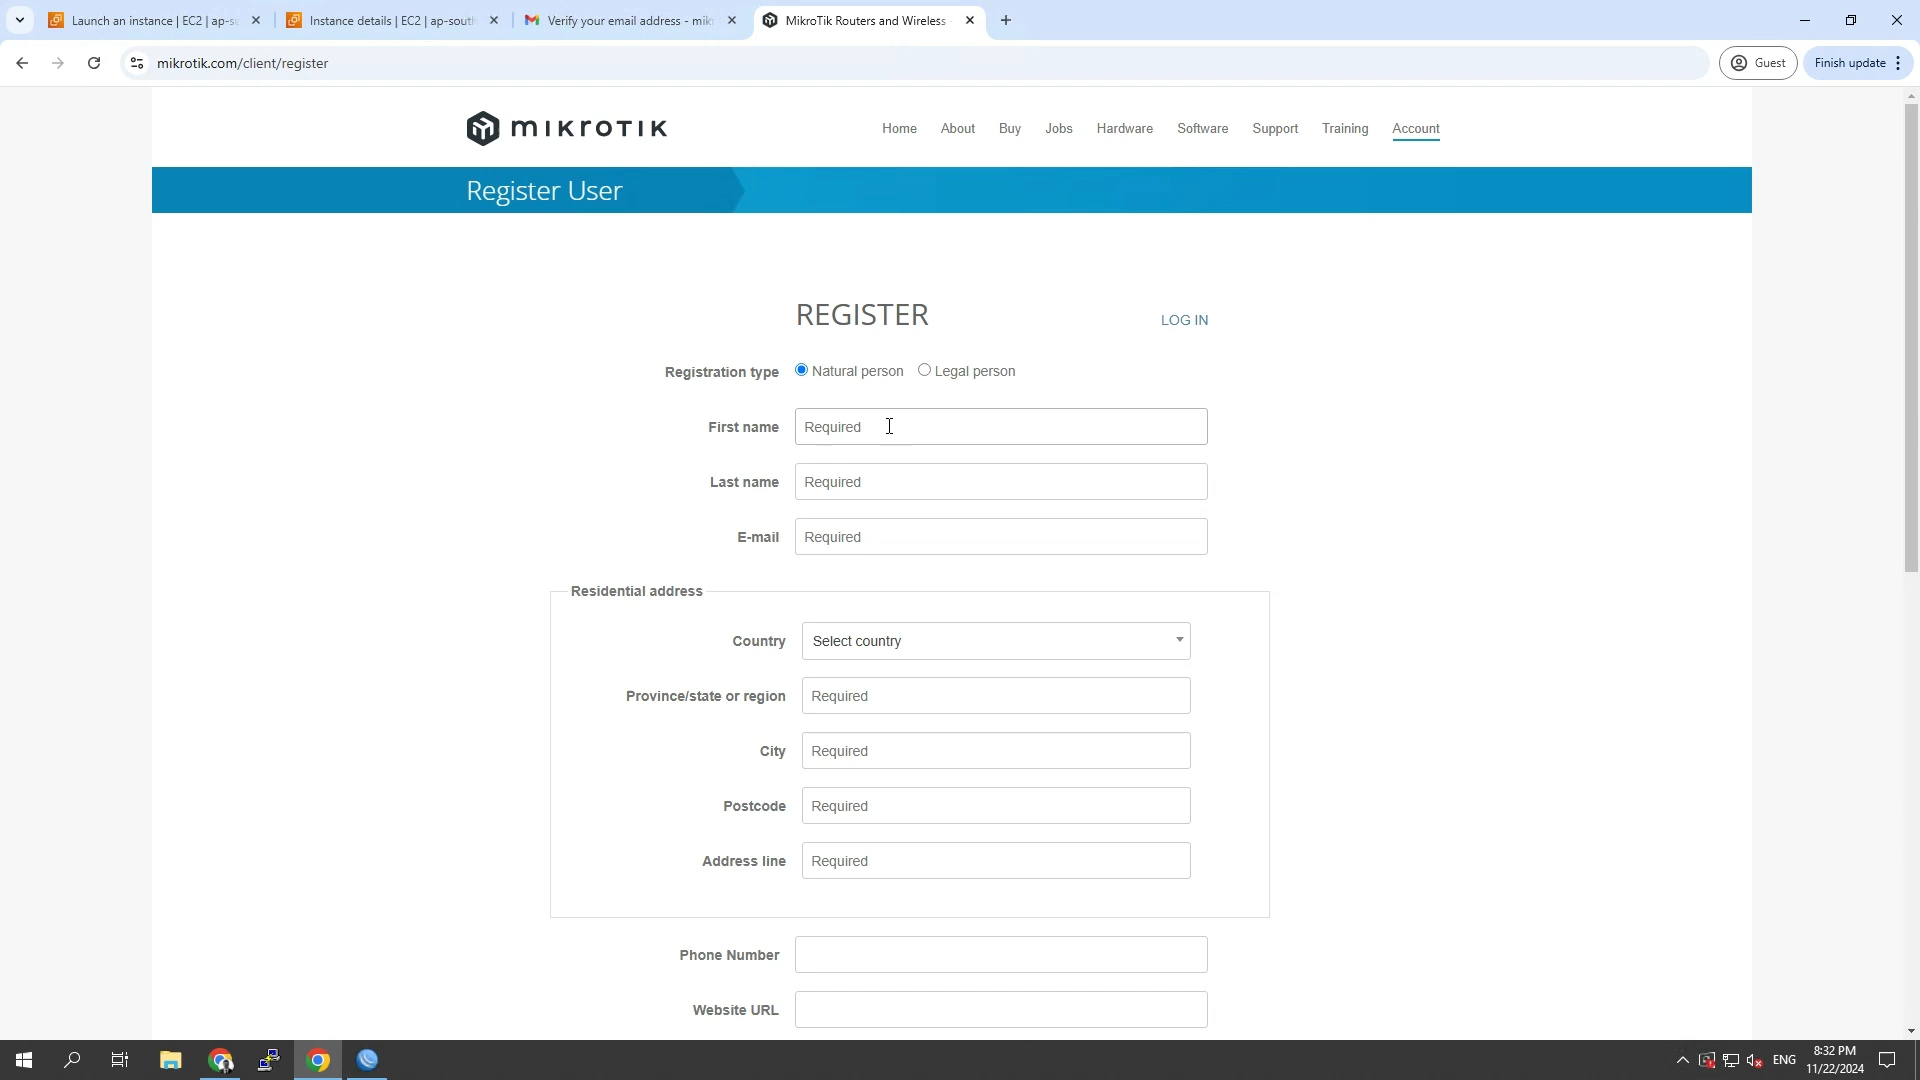 Launch an instance | EC2 | ap-s
Instance details | EC2 | ap-south
Verify your email address - mik
MikroTik Routers and Wireless
mikrotik.com/client/register
Guest
Finish update
mikrotik
Home
About
Buy
Jobs
Hardware
Software
Support
Training
Account
Register User
REGISTER
LOG IN
Registration type
Natural person
Legal person
First name
Required
Last name
Required
E-mail
Required
Residential address
Country
Select country
Province/state or region
Required
City
Required
Postcode
Required
Address line
Required
Phone Number
Website URL
ENG
8:32 PM
11/22/2024